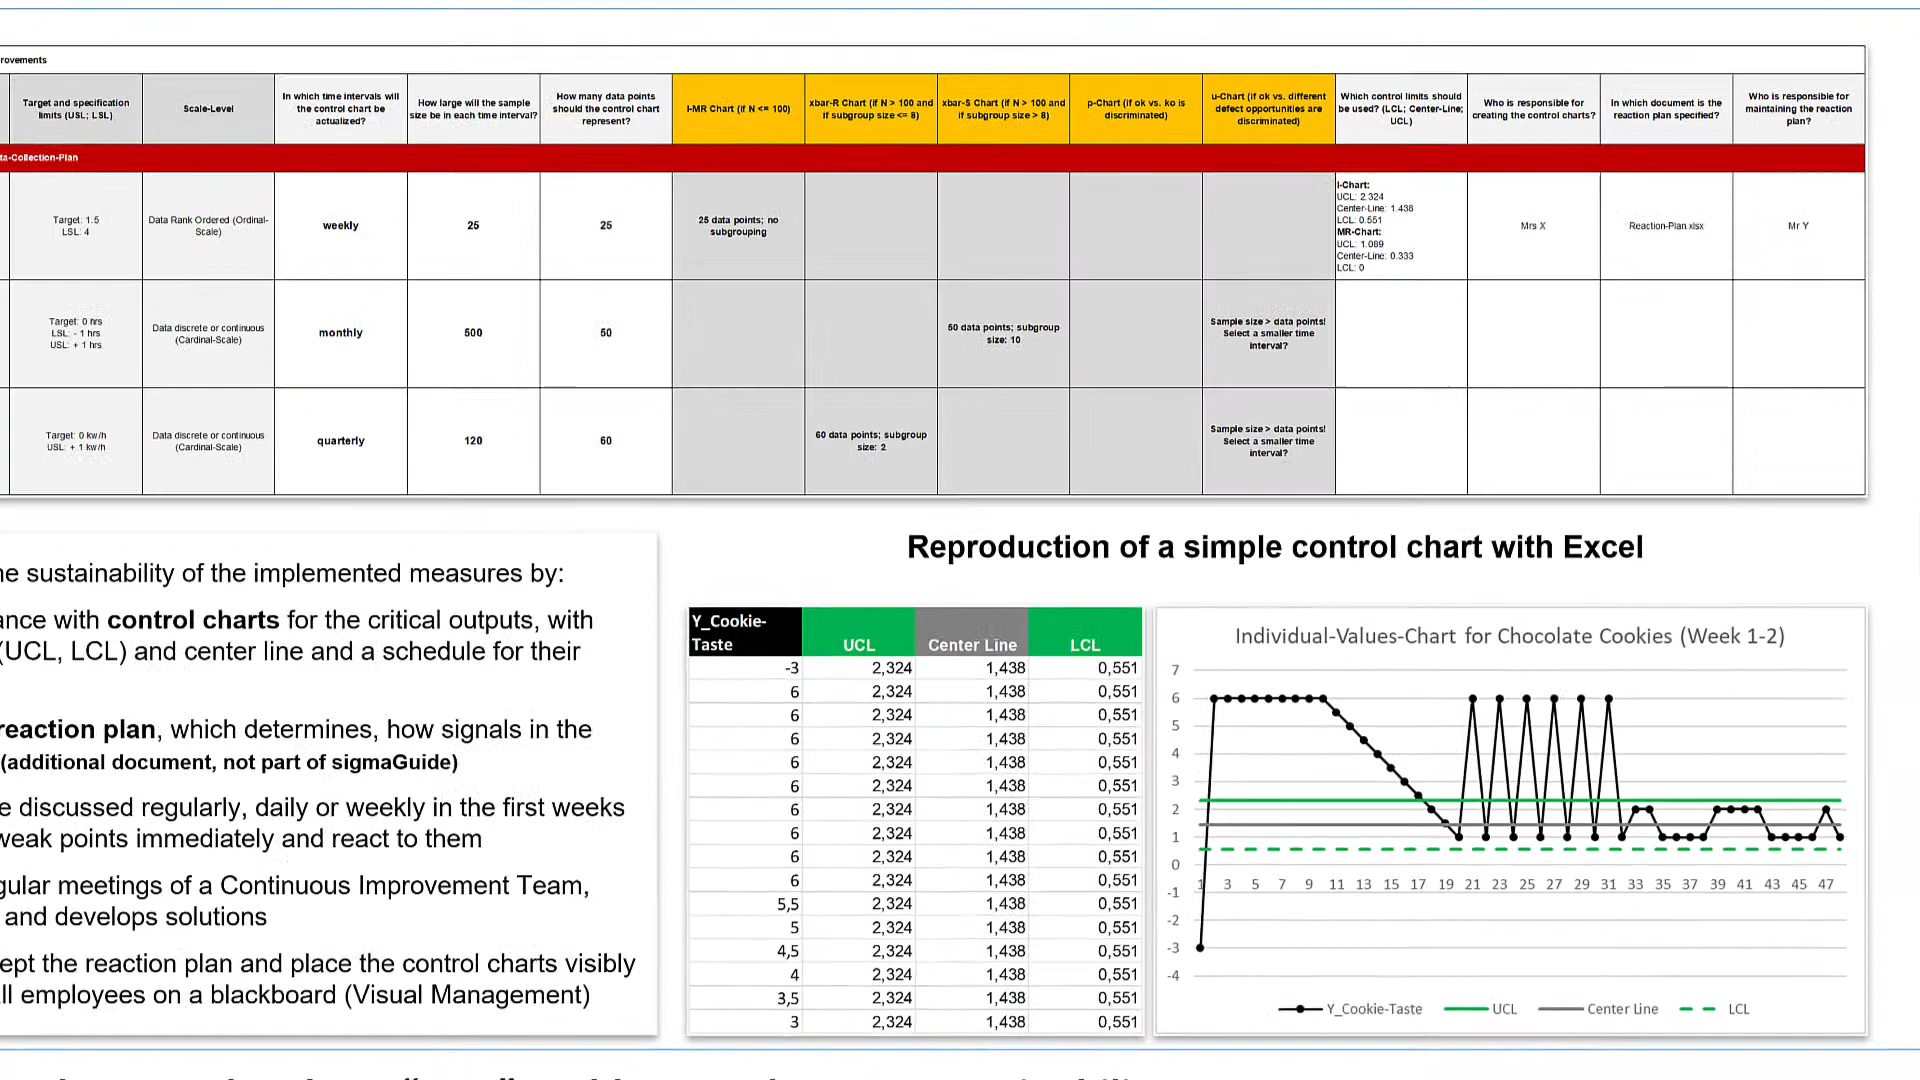 rovements
Target and specification limits (USL; LSL)
Scale-Level
In which time intervals will the control chart be actualized?
How large will the sample size be in each time interval?
How many data points should the control chart represent?
I-MR Chart (if N <= 100)
xbar-R Chart (if N > 100 and if subgroup size <= 8)
xbar-S Chart (if N > 100 and if subgroup size > 8)
p-Chart (if ok vs. ko is discriminated)
u-Chart (if ok vs. different defect opportunities are discriminated)
Which control limits should be used? (LCL; Center-Line; UCL)
Who is responsible for creating the control charts?
In which document is the reaction plan specified?
Who is responsible for maintaining the reaction plan?
ta-Collection-Plan
Target: 1.5
LSL: 4
Data Rank Ordered (Ordinal-Scale)
weekly
25
25
25 data points; no subgrouping
I-Chart:
UCL: 2.324
Center-Line: 1.438
LCL: 0.551
MR-Chart:
UCL: 1.089
Center-Line: 0.333
LCL: 0
Mrs X
Reaction-Plan.xlsx
Mr Y
Target: 0 hrs
LSL: - 1 hrs
USL: + 1 hrs
Data discrete or continuous (Cardinal-Scale)
monthly
500
50
50 data points; subgroup size: 10
Sample size > data points! Select a smaller time interval?
Target: 0 kw/h
USL: + 1 kw/h
Data discrete or continuous (Cardinal-Scale)
quarterly
120
60
60 data points; subgroup size: 2
Sample size > data points! Select a smaller time interval?
ne sustainability of the implemented measures by:
ance with control charts for the critical outputs, with
(UCL, LCL) and center line and a schedule for their
reaction plan, which determines, how signals in the
(additional document, not part of sigmaGuide)
e discussed regularly, daily or weekly in the first weeks
weak points immediately and react to them
gular meetings of a Continuous Improvement Team,
and develops solutions
ept the reaction plan and place the control charts visibly
ll employees on a blackboard (Visual Management)
Reproduction of a simple control chart with Excel
Y_Cookie-Taste UCL Center Line LCL
-3 2,324 1,438 0,551
6 2,324 1,438 0,551
6 2,324 1,438 0,551
6 2,324 1,438 0,551
6 2,324 1,438 0,551
6 2,324 1,438 0,551
6 2,324 1,438 0,551
6 2,324 1,438 0,551
6 2,324 1,438 0,551
6 2,324 1,438 0,551
5,5 2,324 1,438 0,551
5 2,324 1,438 0,551
4,5 2,324 1,438 0,551
4 2,324 1,438 0,551
3,5 2,324 1,438 0,551
3 2,324 1,438 0,551
Individual-Values-Chart for Chocolate Cookies (Week 1-2)
7
6
5
4
3
2
1
0
1 3 5 7 9 11 13 15 17 19 21 23 25 27 29 31 33 35 37 39 41 43 45 47
-1
-2
-3
-4
Y_Cookie-Taste UCL Center Line LCL